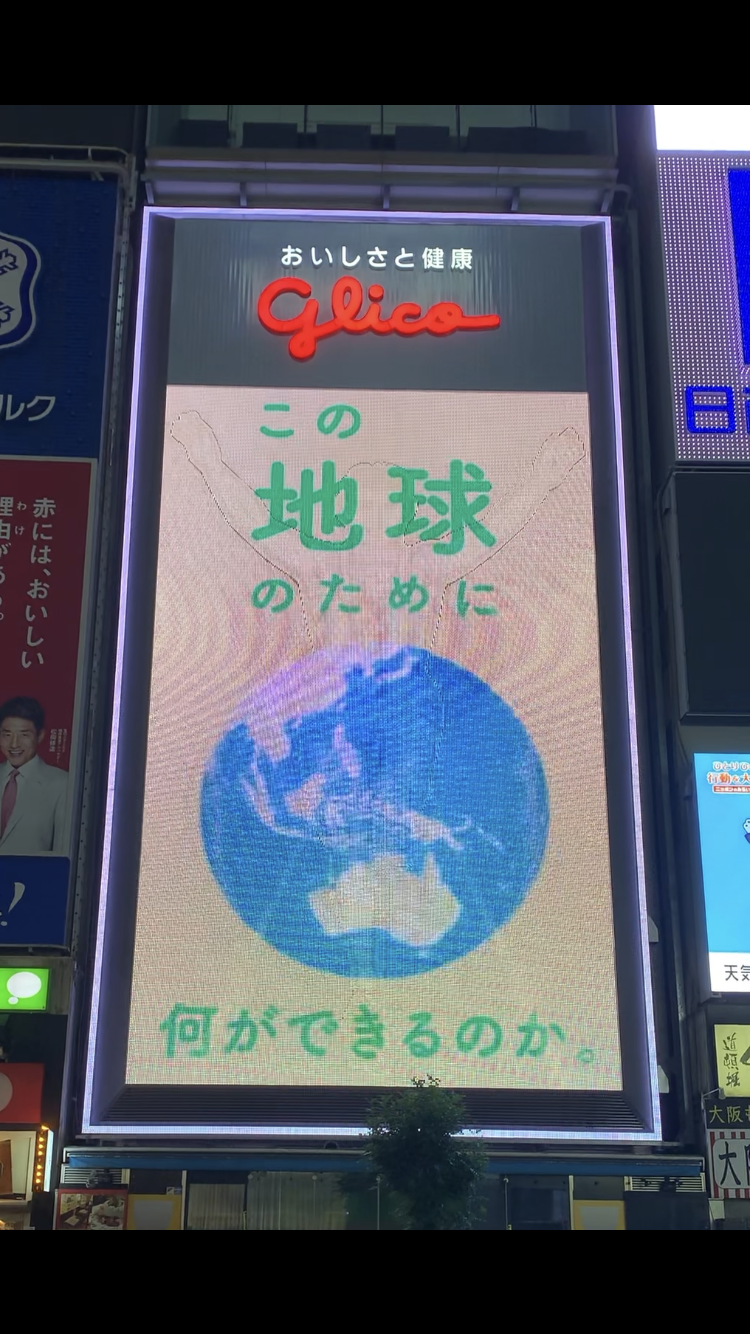 おいしさと健康
glico
この
地球
のために
何ができるのか。
ルク
赤には、おいしい
理由がある。
わけ
道頓堀
大阪
天気